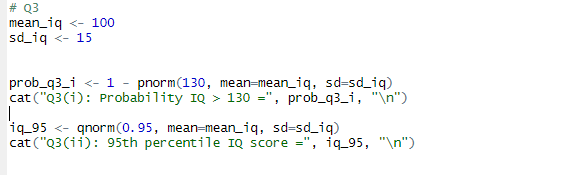 # Q3
mean_iq <- 100
sd_iq <- 15
prob_q3_i <- 1 - pnorm(130, mean=mean_iq, sd=sd_iq)
cat("Q3(i): Probability IQ > 130 =", prob_q3_i, "\n")
iq_95 <- qnorm(0.95, mean=mean_iq, sd=sd_iq)
cat("Q3(ii): 95th percentile IQ score =", iq_95, "\n")